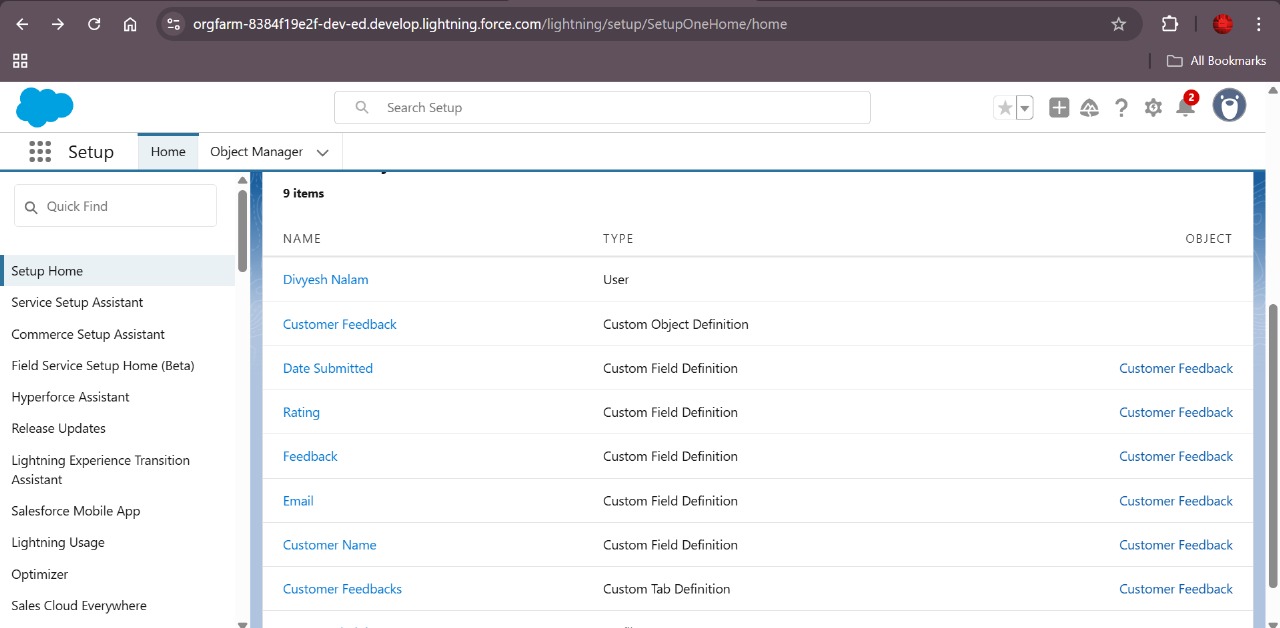 orgfarm-8384f19e2f-dev-ed.develop.lightning.force.com/lightning/setup/SetupOneHome/home
All Bookmarks
Search Setup
2
Setup
Home
Object Manager
Quick Find
Setup Home
Service Setup Assistant
Commerce Setup Assistant
Field Service Setup Home (Beta)
Hyperforce Assistant
Release Updates
Lightning Experience Transition
Assistant
Salesforce Mobile App
Lightning Usage
Optimizer
Sales Cloud Everywhere
9 items
NAME TYPE OBJECT
Divyesh Nalam User
Customer Feedback Custom Object Definition
Date Submitted Custom Field Definition Customer Feedback
Rating Custom Field Definition Customer Feedback
Feedback Custom Field Definition Customer Feedback
Email Custom Field Definition Customer Feedback
Customer Name Custom Field Definition Customer Feedback
Customer Feedbacks Custom Tab Definition Customer Feedback